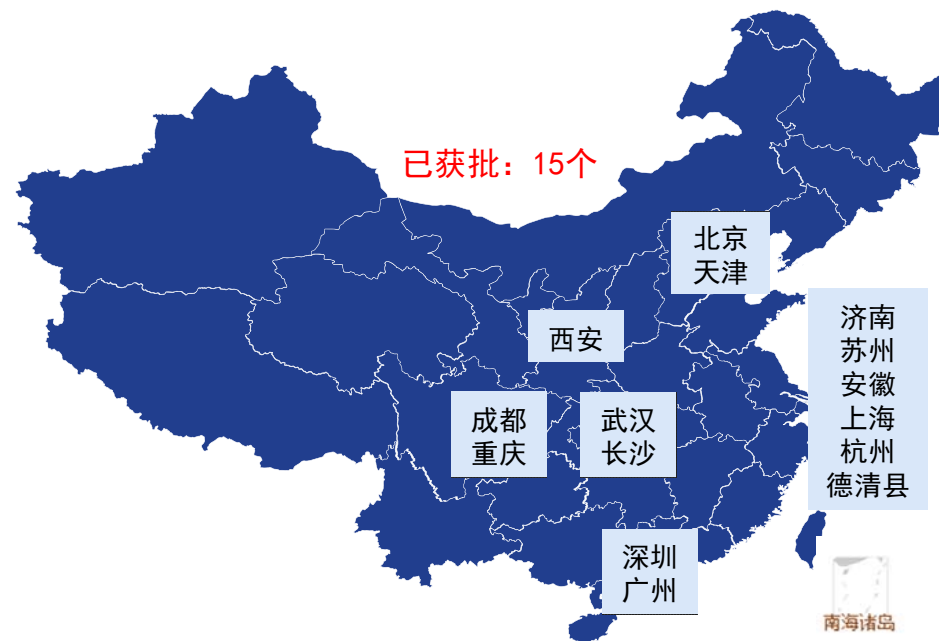 已获批：15个
北京
天津
西安
成都
重庆
武汉
长沙
济南
苏州
安徽
上海
杭州
德清县
深圳
广州
南海诸岛